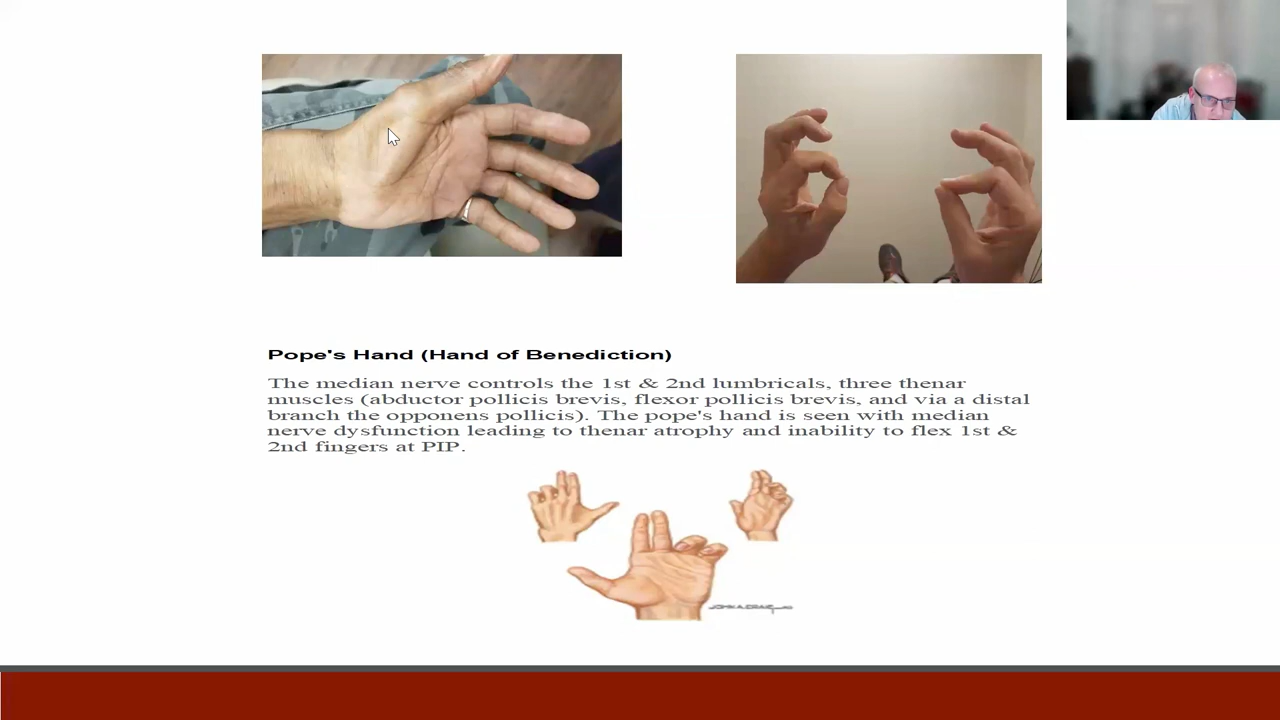 Pope's Hand (Hand of Benediction)
The median nerve controls the 1st & 2nd lumbricals, three thenar
muscles (abductor pollicis brevis, flexor pollicis brevis, and via a distal
branch the opponens pollicis). The pope's hand is seen with median
nerve dysfunction leading to thenar atrophy and inability to flex 1st &
2nd fingers at PIP.